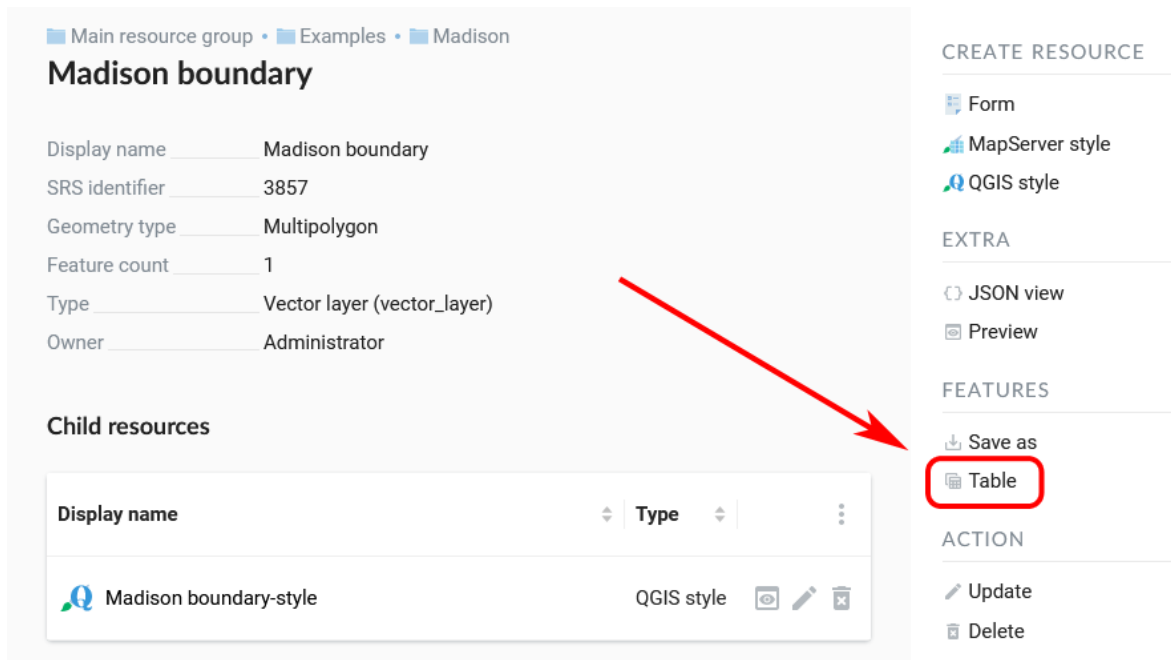 Main resource group • Examples • Madison
Madison boundary
Display name Madison boundary
SRS identifier 3857
Geometry type Multipolygon
Feature count 1
Type Vector layer (vector_layer)
Owner Administrator
Child resources
Display name Type
Madison boundary-style QGIS style
CREATE RESOURCE
Form
MapServer style
QGIS style
EXTRA
JSON view
Preview
FEATURES
Save as
Table
ACTION
Update
Delete